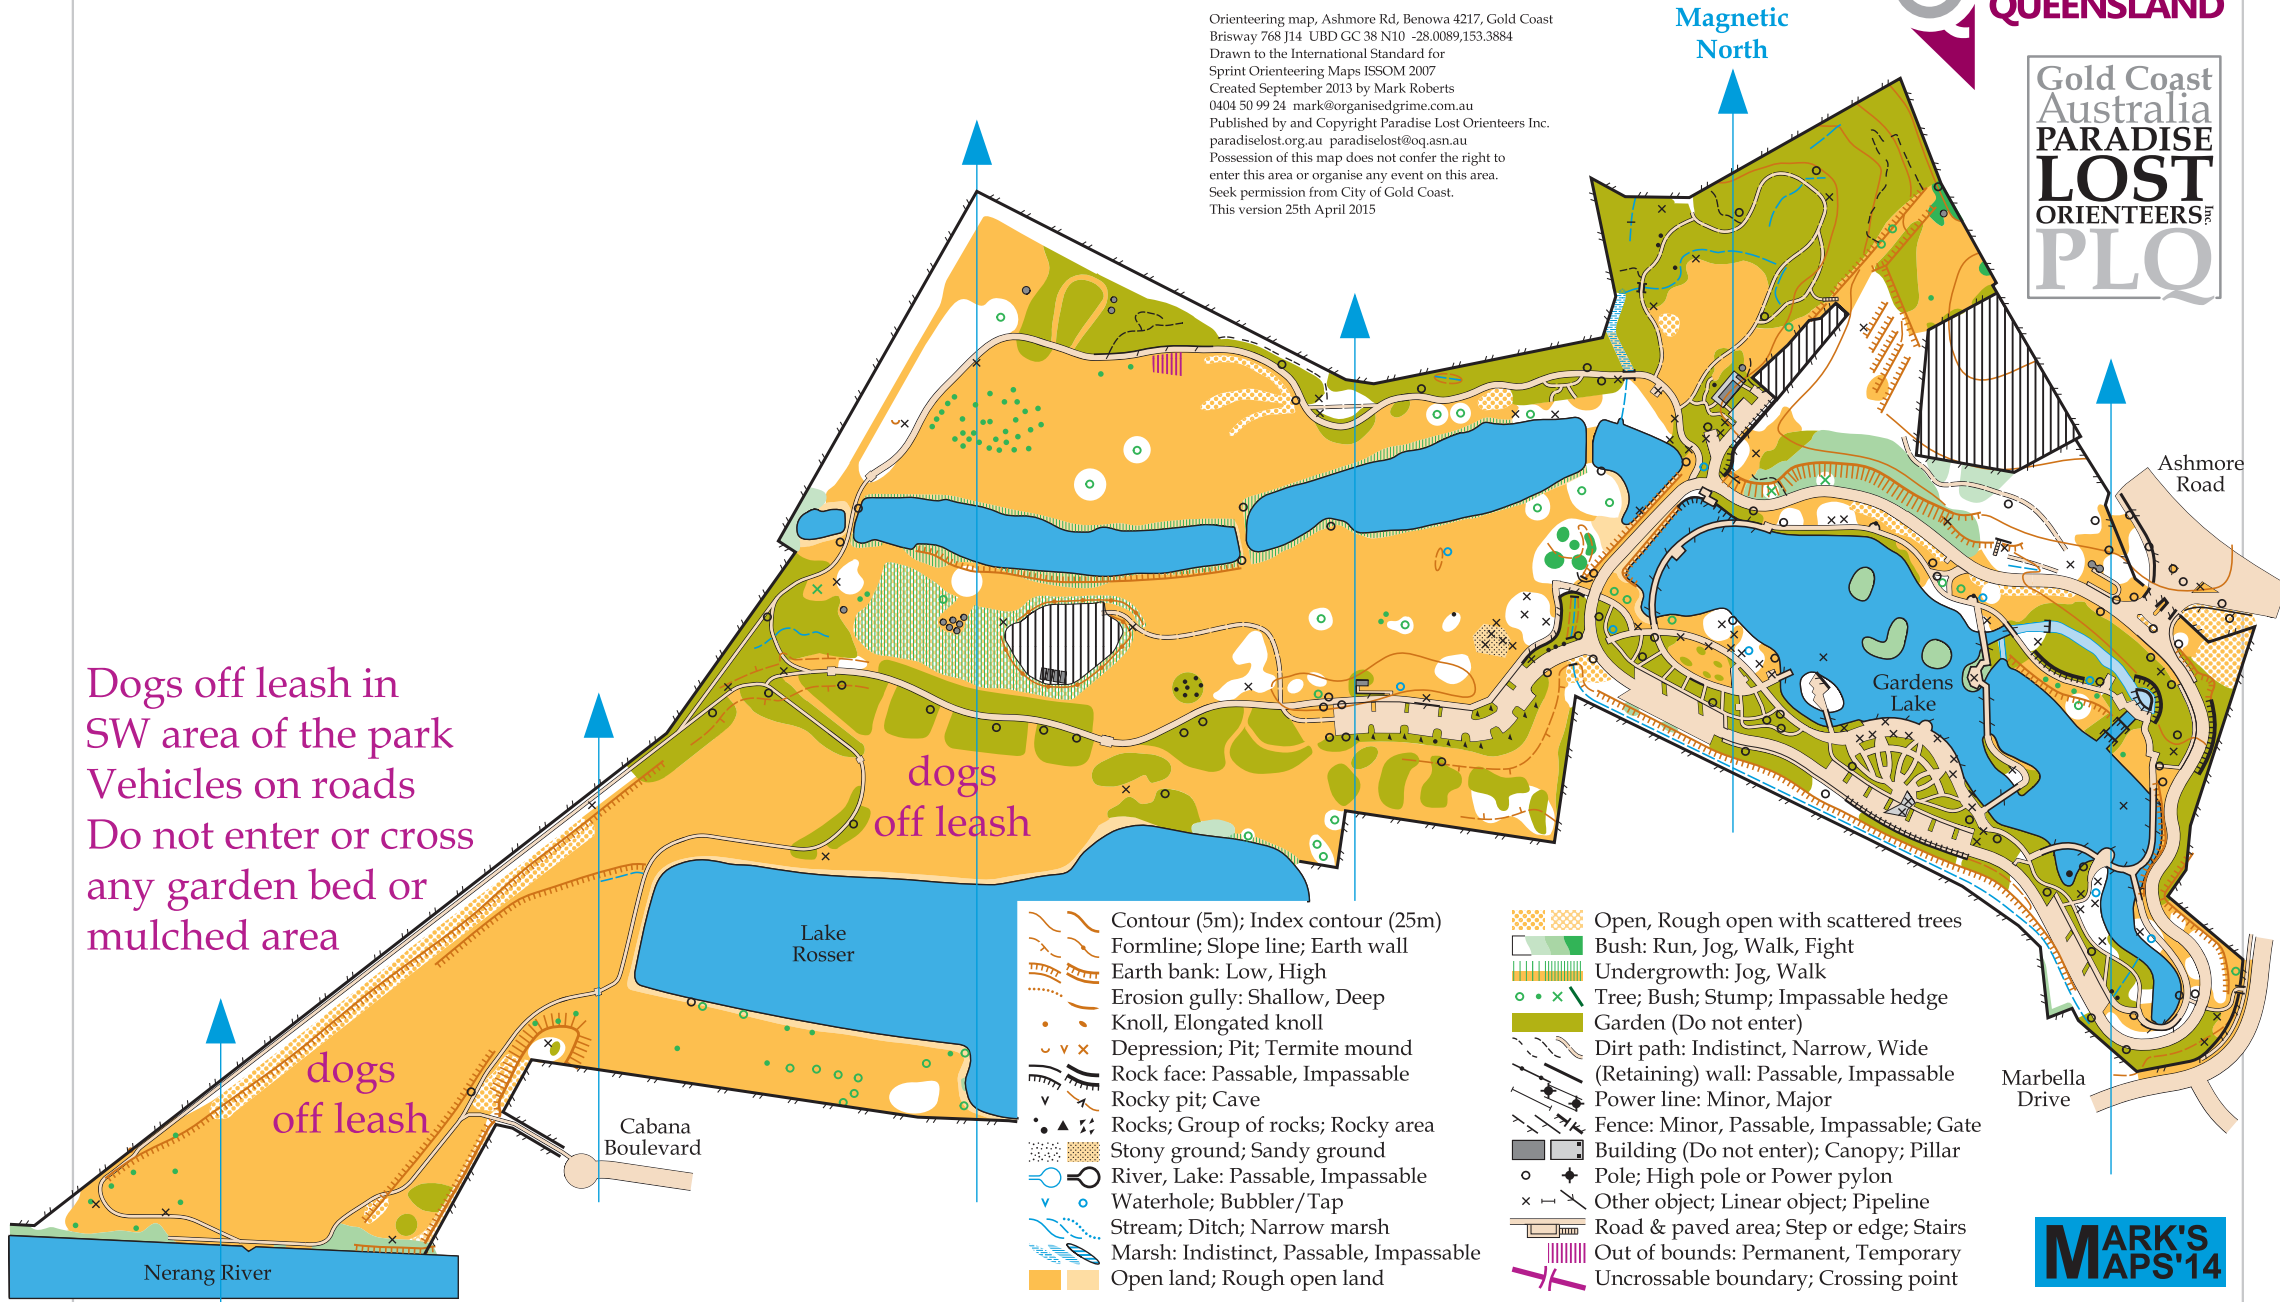 Orienteering map, Ashmore Rd, Benowa 4217, Gold Coast
Brisway 768 J14 UBD GC 38 N10 -28.0089,153.3884
Drawn to the International Standard for
Sprint Orienteering Maps ISSOM 2007
Created September 2013 by Mark Roberts
0404 50 99 24 mark@organisedgrime.com.au
Published by and Copyright Paradise Lost Orienteers Inc.
paradiselost.org.au paradiselost@oq.asn.au
Possession of this map does not confer the right to
enter this area or organise any event on this area.
Seek permission from City of Gold Coast.
This version 25th April 2015
Magnetic
North
QUEENSLAND
Gold Coast
Australia
PARADISE
LOST
ORIENTEERS Inc.
PLQ
Ashmore
Road
Gardens
Lake
Dogs off leash in
SW area of the park
Vehicles on roads
Do not enter or cross
any garden bed or
mulched area
dogs
off leash
Lake
Rosser
dogs
off leash
Cabana
Boulevard
Nerang River
Marbella
Drive
Contour (5m); Index contour (25m)
Formline; Slope line; Earth wall
Earth bank: Low, High
Erosion gully: Shallow, Deep
Knoll, Elongated knoll
Depression; Pit; Termite mound
Rock face: Passable, Impassable
Rocky pit; Cave
Rocks; Group of rocks; Rocky area
Stony ground; Sandy ground
River, Lake: Passable, Impassable
Waterhole; Bubbler/Tap
Stream; Ditch; Narrow marsh
Marsh: Indistinct, Passable, Impassable
Open land; Rough open land
Open, Rough open with scattered trees
Bush: Run, Jog, Walk, Fight
Undergrowth: Jog, Walk
Tree; Bush; Stump; Impassable hedge
Garden (Do not enter)
Dirt path: Indistinct, Narrow, Wide
(Retaining) wall: Passable, Impassable
Power line: Minor, Major
Fence: Minor, Passable, Impassable; Gate
Building (Do not enter); Canopy; Pillar
Pole; High pole or Power pylon
Other object; Linear object; Pipeline
Road & paved area; Step or edge; Stairs
Out of bounds: Permanent, Temporary
Uncrossable boundary; Crossing point
MARK'S
MAPS'14